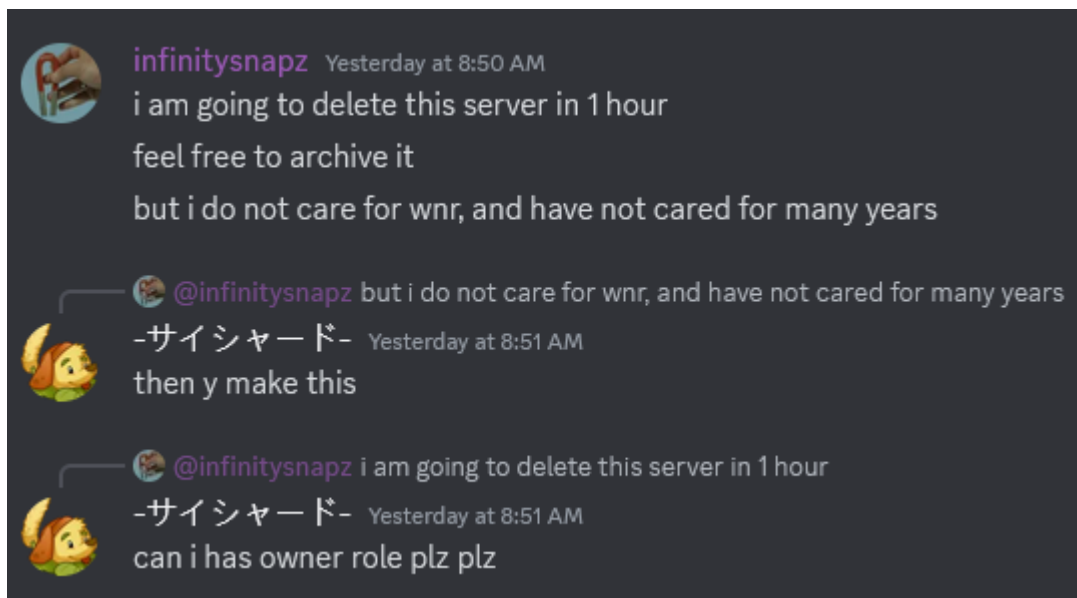 infinitysnapz Yesterday at 8:50 AM
i am going to delete this server in 1 hour
feel free to archive it
but i do not care for wnr, and have not cared for many years
@infinitysnapz but i do not care for wnr, and have not cared for many years
-サイシャード- Yesterday at 8:51 AM
then y make this
@infinitysnapz i am going to delete this server in 1 hour
-サイシャード- Yesterday at 8:51 AM
can i has owner role plz plz